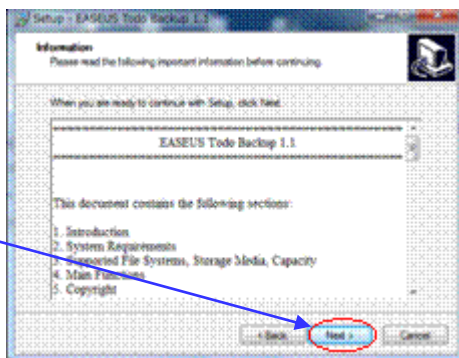 Setup - EASEUS Todo Backup 1.1
Information
Please read the following important information before continuing.
When you are ready to continue with Setup, click Next.
EASEUS Todo Backup 1.1
This document contains the following sections:
1. Introduction
2. System Requirements
3. Supported File Systems, Storage Media, Capacity
4. Main Functions
5. Copyright
< Back
Next >
Cancel